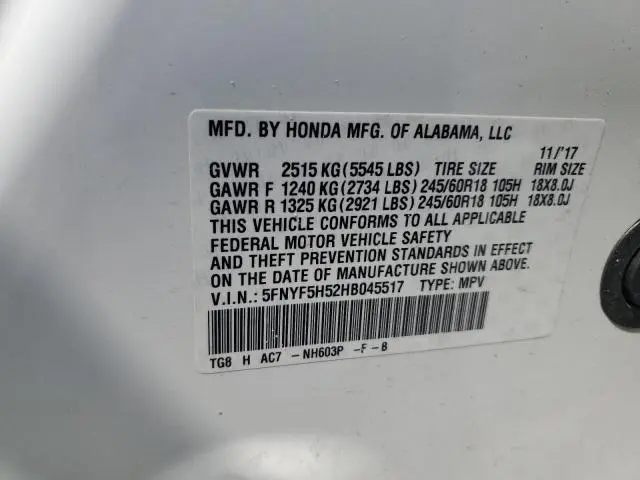 MFD. BY HONDA MFG. OF ALABAMA, LLC
11/'17
GVWR 2515 KG (5545 LBS) TIRE SIZE RIM SIZE
GAWR F 1240 KG (2734 LBS) 245/60R18 105H 18X8.0J
GAWR R 1325 KG (2921 LBS) 245/60R18 105H 18X8.0J
THIS VEHICLE CONFORMS TO ALL APPLICABLE
FEDERAL MOTOR VEHICLE SAFETY
AND THEFT PREVENTION STANDARDS IN EFFECT
ON THE DATE OF MANUFACTURE SHOWN ABOVE.
V.I.N.: 5FNYF5H52HB045517 TYPE: MPV
TG8 H AC7 -NH603P -F -B